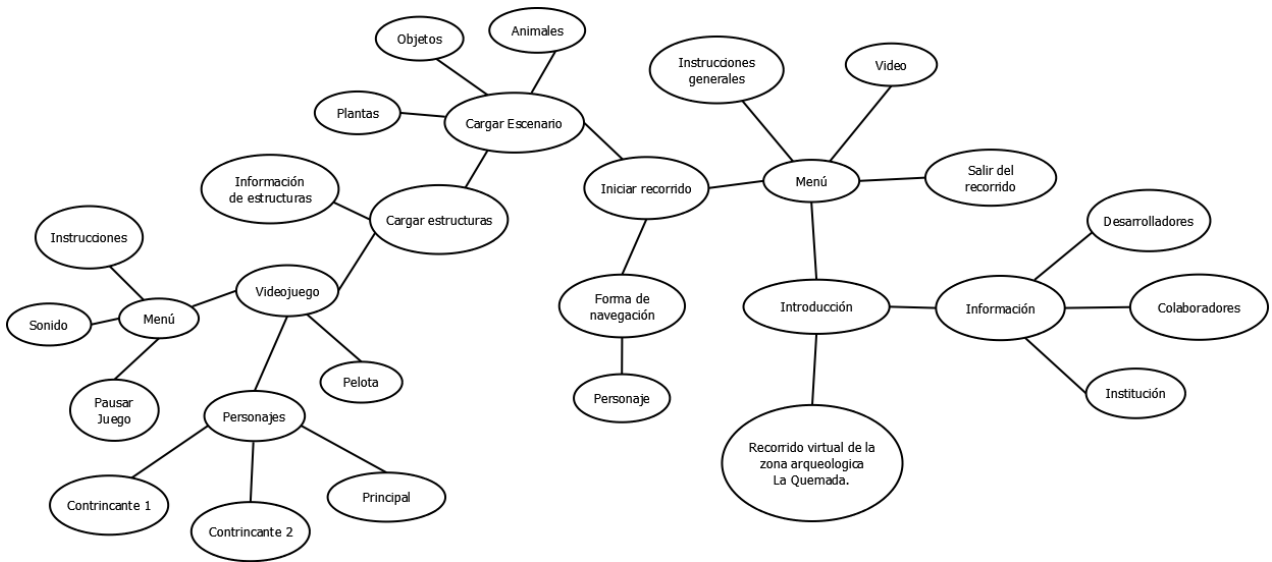 Animales
Objetos
Instrucciones
generales
Video
Plantas
Cargar Escenario
Iniciar recorrido
Menú
Salir del
recorrido
Información
de estructuras
Cargar estructuras
Desarrolladores
Instrucciones
Videojuego
Forma de
navegación
Introducción
Información
Colaboradores
Sonido
Menú
Pelota
Pausar
Juego
Personajes
Personaje
Institución
Recorrido virtual de la
zona arqueologica
La Quemada.
Contrincante 1
Contrincante 2
Principal